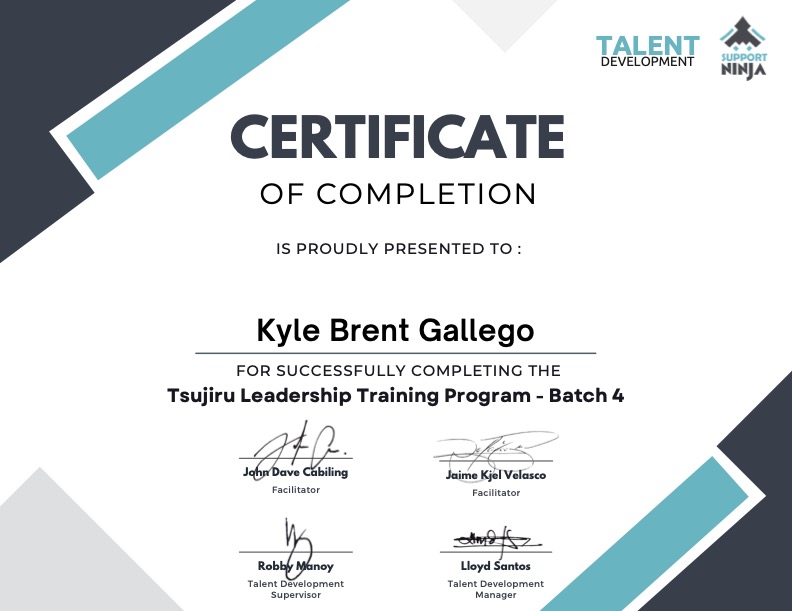 TALENT
DEVELOPMENT
SUPPORT
NINJA
CERTIFICATE
OF COMPLETION
IS PROUDLY PRESENTED TO :
Kyle Brent Gallego
FOR SUCCESSFULLY COMPLETING THE
Tsujiru Leadership Training Program - Batch 4
John Dave Cabiling
Facilitator
Jaime Kjel Velasco
Facilitator
Robby Manoy
Talent Development
Supervisor
Lloyd Santos
Talent Development
Manager